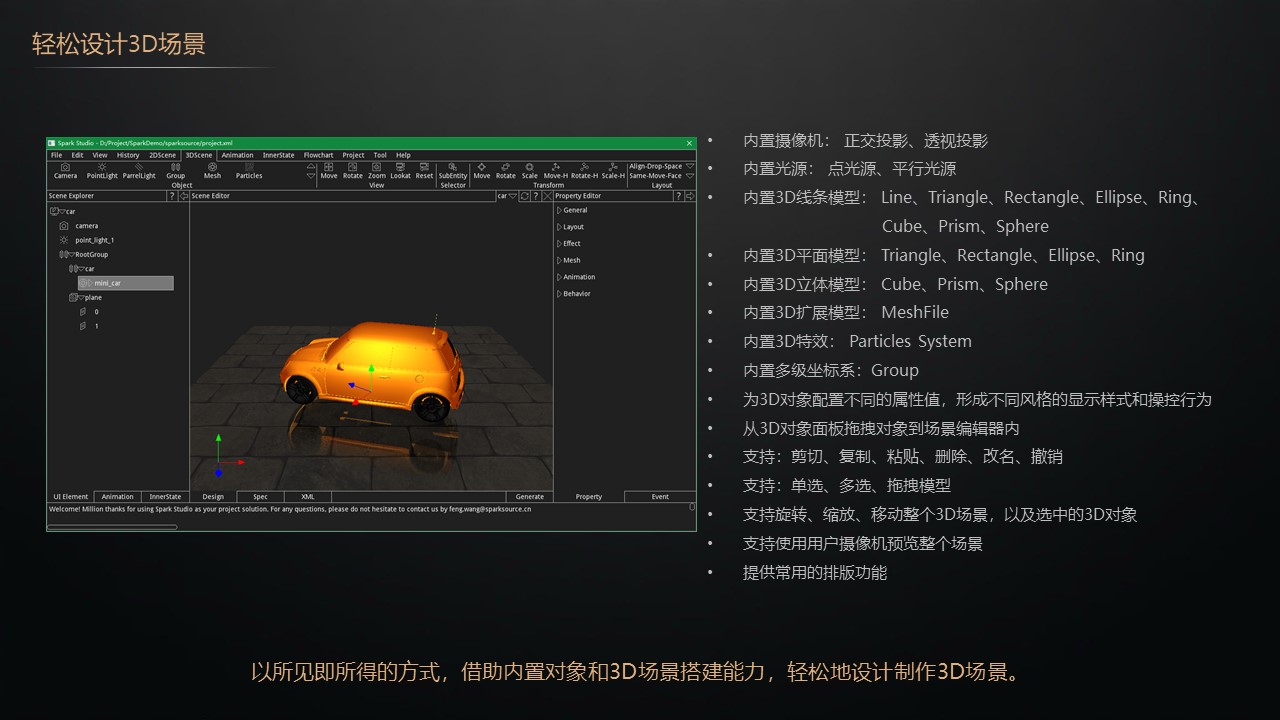 轻松设计3D场景
Spark Studio - D:/Project/SparkDemo/sparksource/project.xml
File Edit View History 2DScene 3DScene Animation InnerState Flowchart Project Tool Help
Camera PointLight ParrelLight Group Mesh Particles Move Rotate Zoom Lookat Reset SubEntity Move Rotate Scale Move-H Rotate-H Scale-H Align-Drop-Space Same-Move-Face
Object View Selector Transform Layout
Scene Explorer ? Scene Editor car ? Property Editor ?
car
camera
point_light_1
RootGroup
car
mini_car
plane
0
1
General
Layout
Effect
Mesh
Animation
Behavior
UI Element Animation InnerState Design Spec XML Generate Property Event
Welcome! Million thanks for using Spark Studio as your project solution. For any questions, please do not hesitate to contact us by feng.wang@sparksource.cn
• 内置摄像机： 正交投影、透视投影
• 内置光源： 点光源、平行光源
• 内置3D线条模型： Line、Triangle、Rectangle、Ellipse、Ring、
Cube、Prism、Sphere
• 内置3D平面模型： Triangle、Rectangle、Ellipse、Ring
• 内置3D立体模型： Cube、Prism、Sphere
• 内置3D扩展模型： MeshFile
• 内置3D特效： Particles System
• 内置多级坐标系：Group
• 为3D对象配置不同的属性值，形成不同风格的显示样式和操控行为
• 从3D对象面板拖拽对象到场景编辑器内
• 支持：剪切、复制、粘贴、删除、改名、撤销
• 支持：单选、多选、拖拽模型
• 支持旋转、缩放、移动整个3D场景，以及选中的3D对象
• 支持使用用户摄像机预览整个场景
• 提供常用的排版功能
以所见即所得的方式，借助内置对象和3D场景搭建能力，轻松地设计制作3D场景。